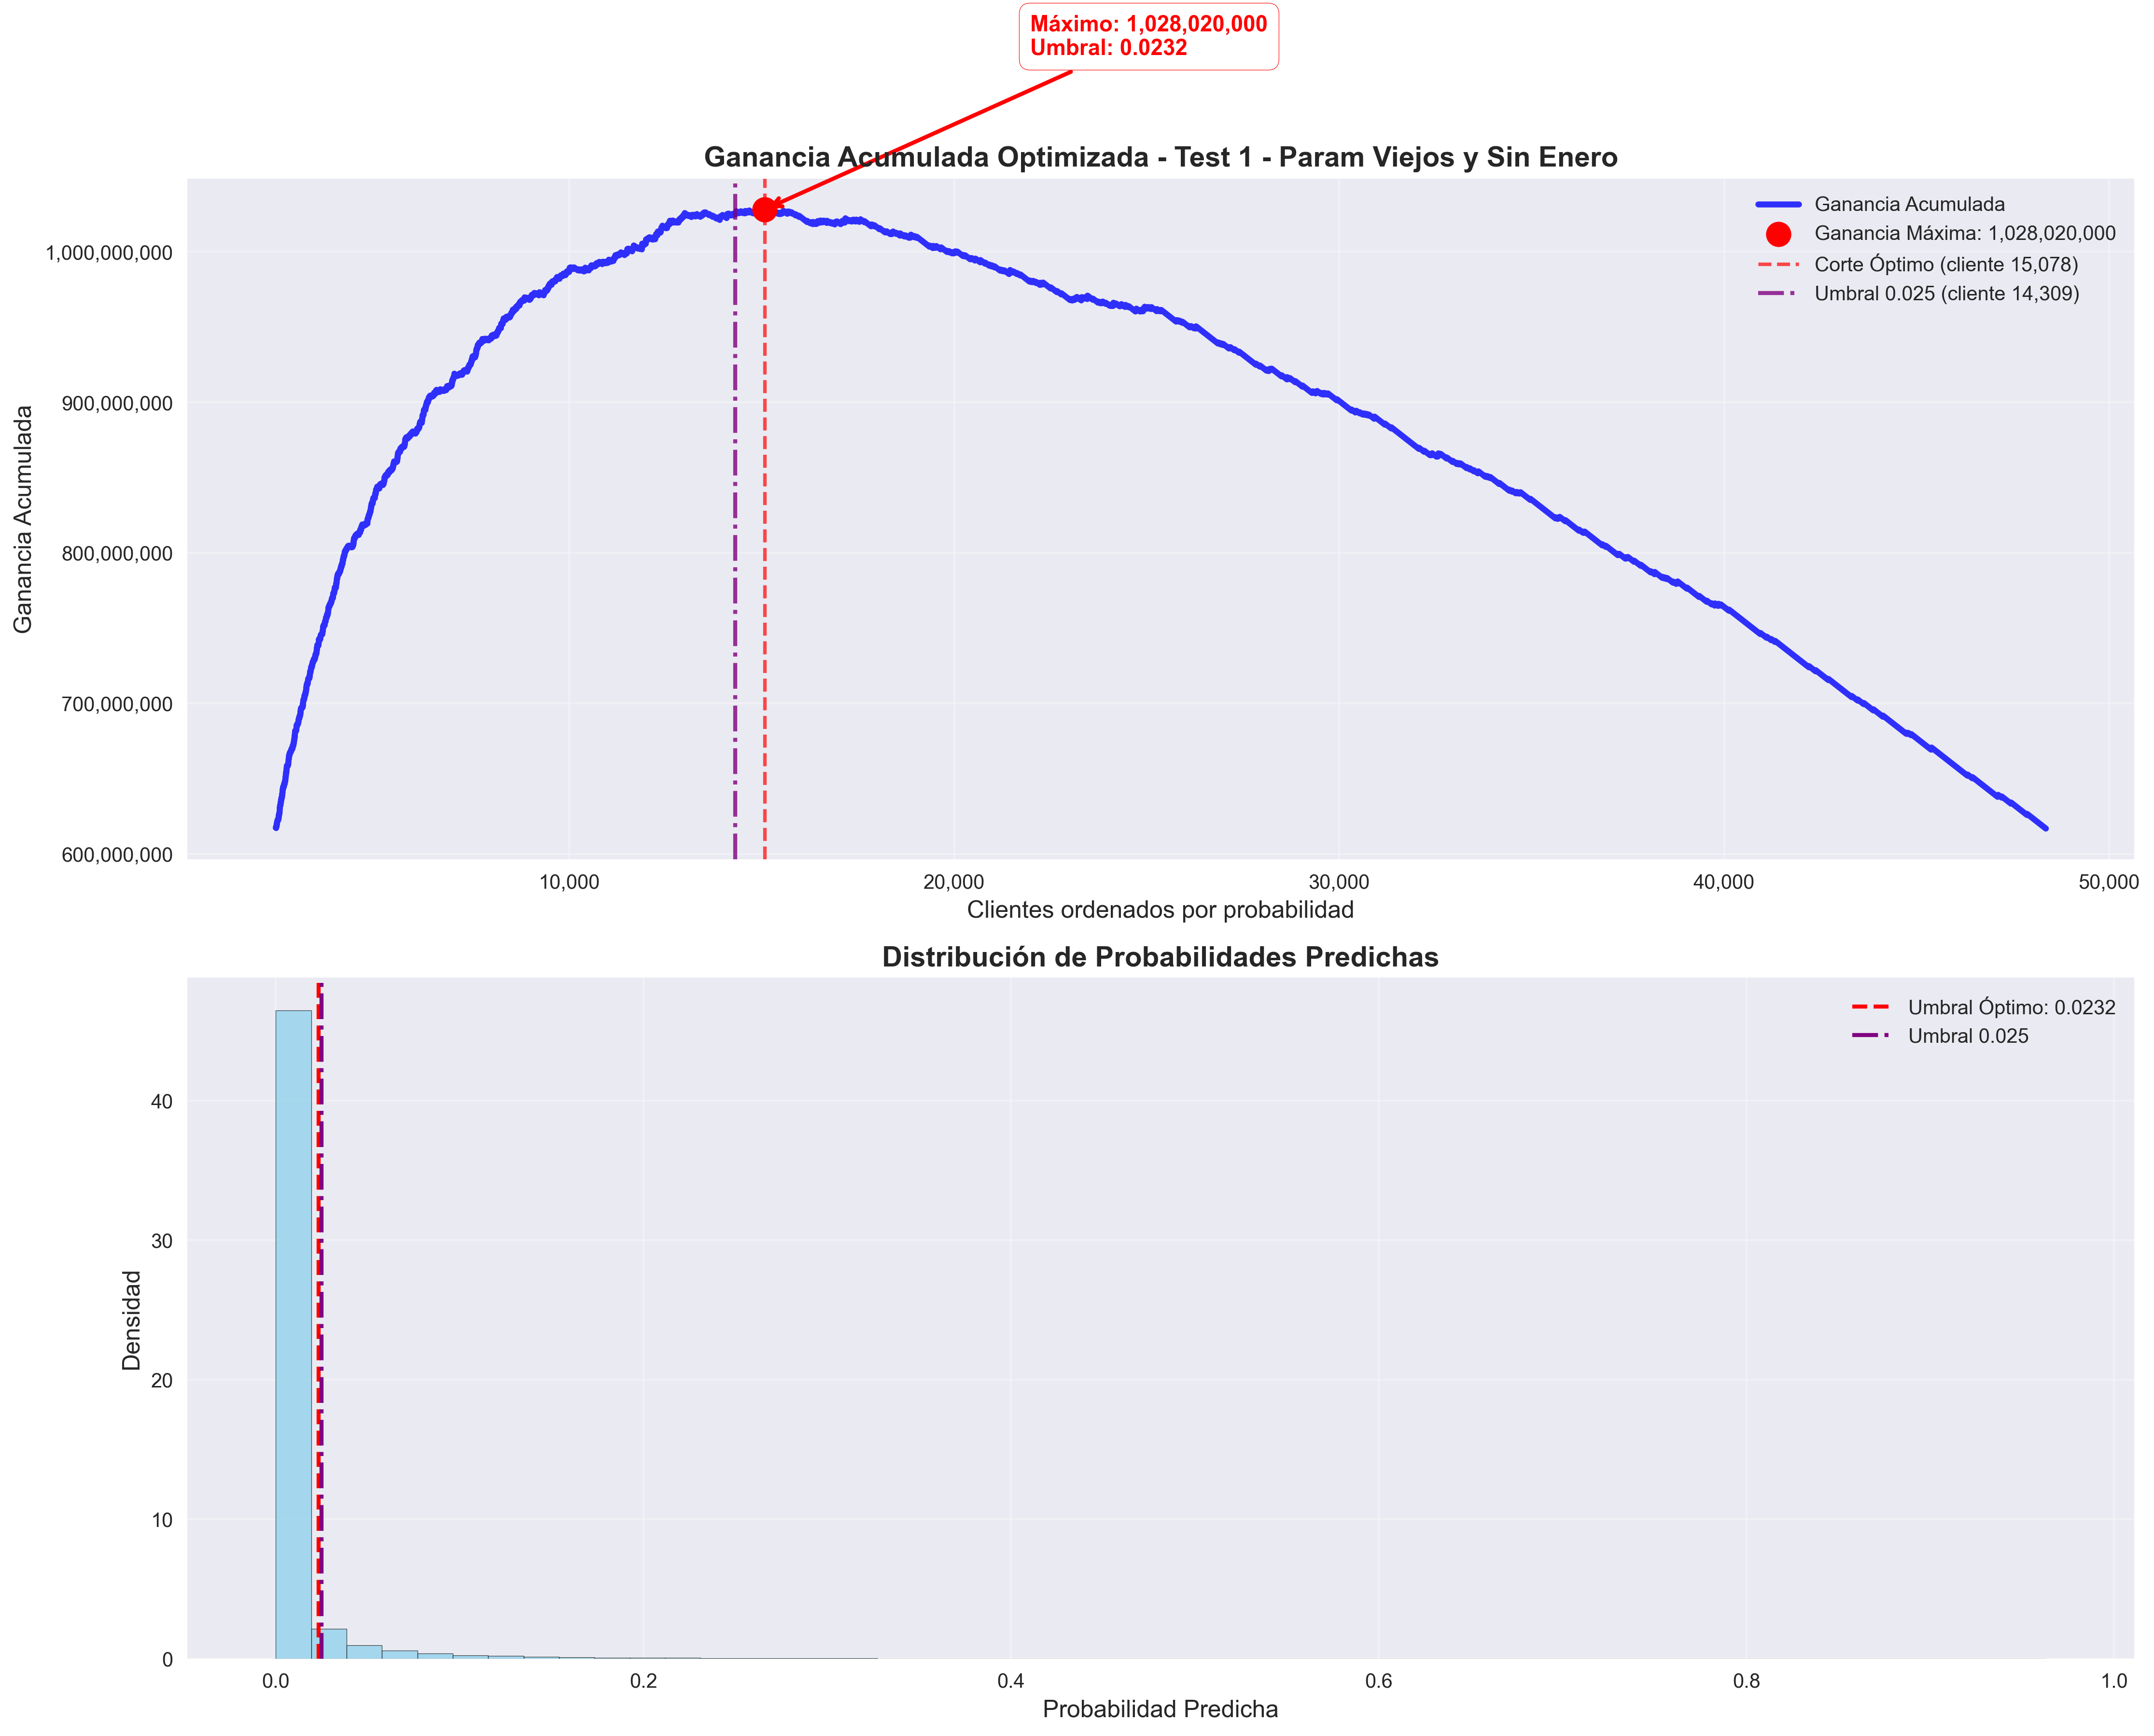 Máximo: 1,028,020,000
Umbral: 0.0232
Ganancia Acumulada Optimizada - Test 1 - Param Viejos y Sin Enero
Ganancia Acumulada
Ganancia Máxima: 1,028,020,000
Corte Óptimo (cliente 15,078)
Umbral 0.025 (cliente 14,309)
Ganancia Acumulada
1,000,000,000
900,000,000
800,000,000
700,000,000
600,000,000
10,000
20,000
30,000
40,000
50,000
Clientes ordenados por probabilidad
Distribución de Probabilidades Predichas
Umbral Óptimo: 0.0232
Umbral 0.025
Densidad
40
30
20
10
0
0.0
0.2
0.4
0.6
0.8
1.0
Probabilidad Predicha